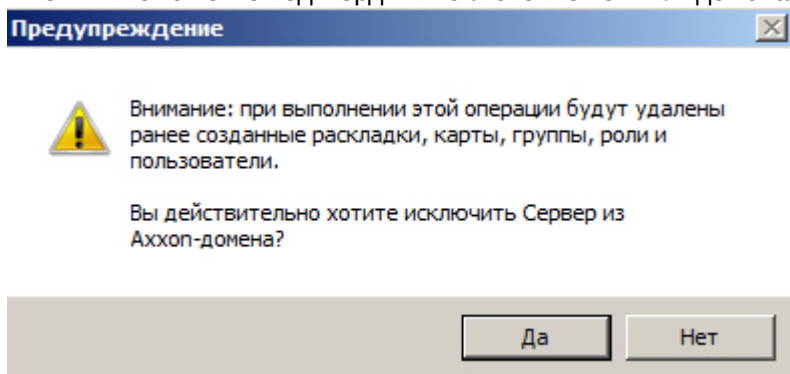 Предупреждение
Внимание: при выполнении этой операции будут удалены
ранее созданные раскладки, карты, группы, роли и
пользователи.
Вы действительно хотите исключить Сервер из
Axxon-домена?
Да
Нет